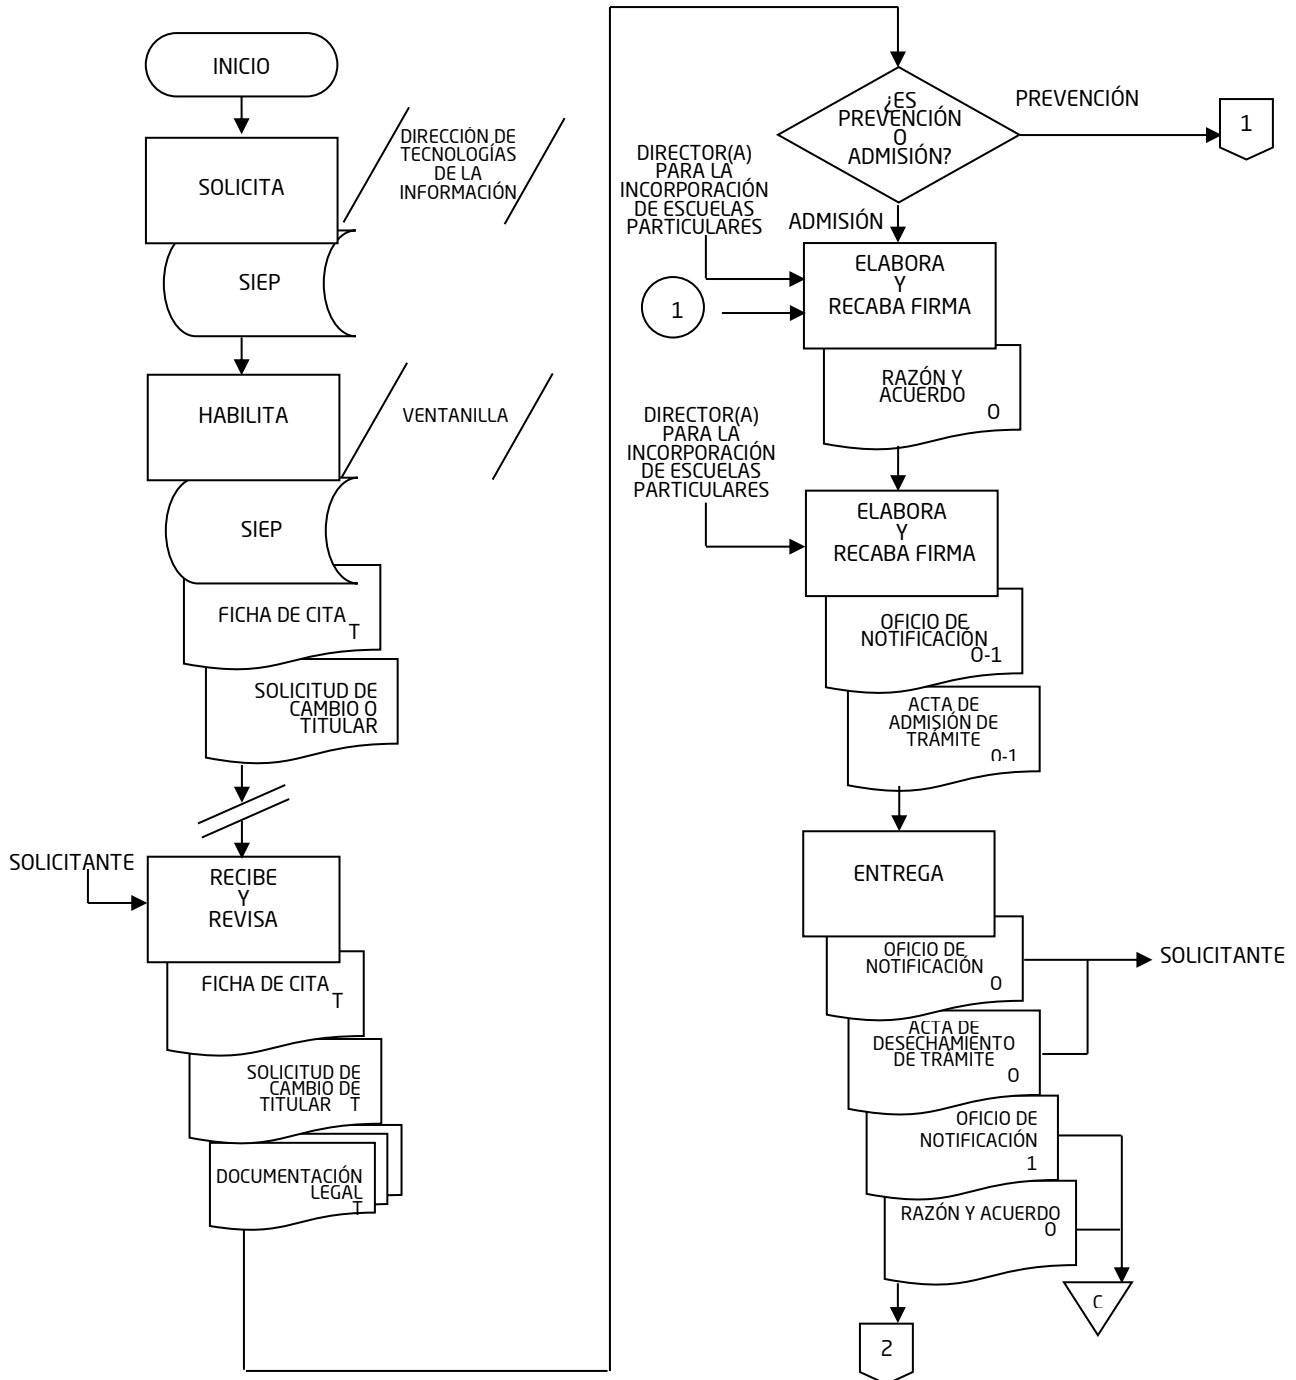 INICIO
SOLICITA
DIRECCIÓN DE
TECNOLOGÍAS
DE LA
INFORMACIÓN
SIEP
HABILITA
VENTANILLA
SIEP
FICHA DE CITA
T
SOLICITUD DE
CAMBIO O
TITULAR
SOLICITANTE
RECIBE
Y
REVISA
FICHA DE CITA
T
SOLICITUD DE
CAMBIO DE
TITULAR T
DOCUMENTACIÓN
LEGAL
T
¿ES
PREVENCIÓN
O
ADMISIÓN?
PREVENCIÓN
1
ADMISIÓN
DIRECTOR(A)
PARA LA
INCORPORACIÓN
DE ESCUELAS
PARTICULARES
1
ELABORA
Y
RECABA FIRMA
RAZÓN Y
ACUERDO
O
DIRECTOR(A)
PARA LA
INCORPORACIÓN
DE ESCUELAS
PARTICULARES
ELABORA
Y
RECABA FIRMA
OFICIO DE
NOTIFICACIÓN
O-1
ACTA DE
ADMISIÓN DE
TRÁMITE
O-1
ENTREGA
OFICIO DE
NOTIFICACIÓN
O
SOLICITANTE
ACTA DE
DESECHAMIENTO
DE TRÁMITE
O
OFICIO DE
NOTIFICACIÓN
1
RAZÓN Y ACUERDO
O
C
2